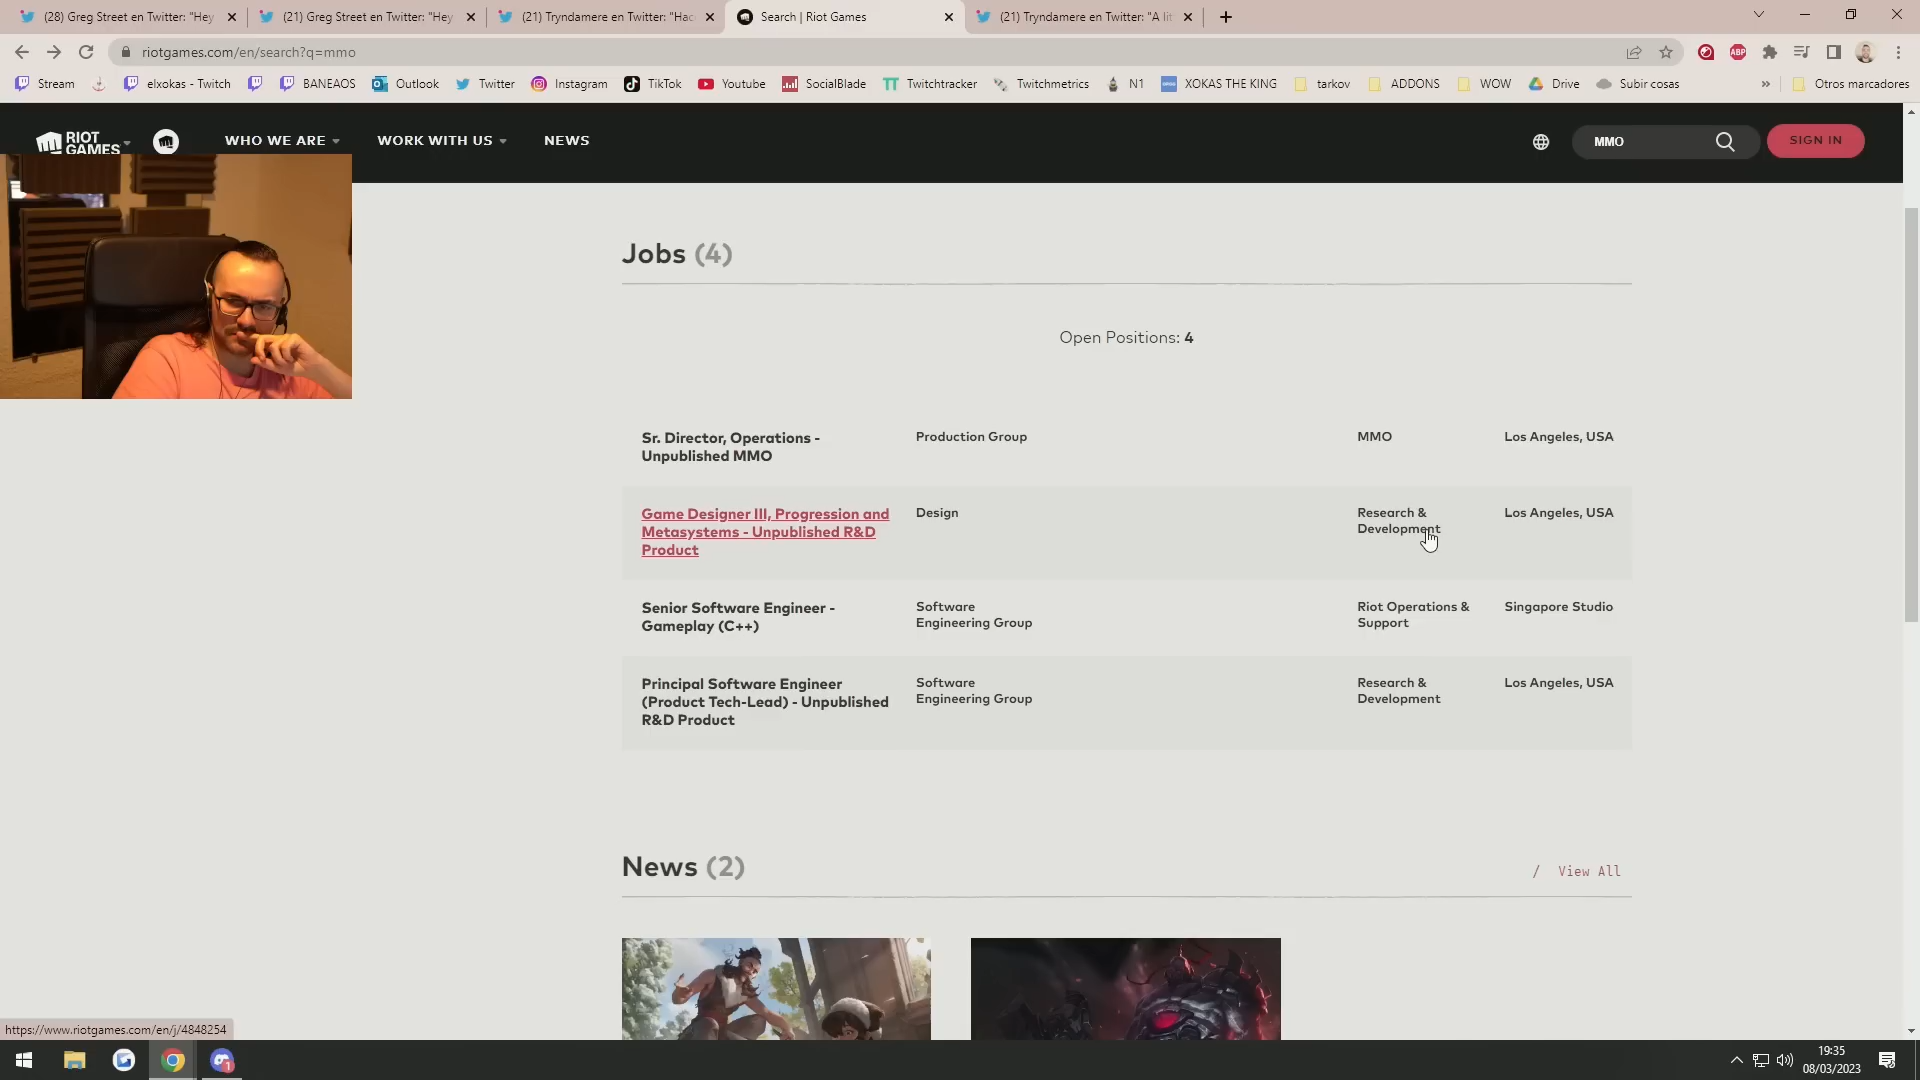 (28) Greg Street en Twitter: "Hey
(21) Greg Street en Twitter: "Hey
(21) Tryndamere en Twitter: "Hac
Search | Riot Games
(21) Tryndamere en Twitter: "A lit
riotgames.com/en/search?q=mmo
ABP
Stream
elxokas - Twitch
BANEAOS
Outlook
Twitter
Instagram
TikTok
Youtube
SocialBlade
Twitchtracker
Twitchmetrics
N1
XOKAS THE KING
tarkov
ADDONS
WOW
Drive
Subir cosas
»
Otros marcadores
RIOT
GAMES
WHO WE ARE
WORK WITH US
NEWS
MMO
SIGN IN
Jobs (4)
Open Positions: 4
Sr. Director, Operations -
Unpublished MMO
Production Group
MMO
Los Angeles, USA
Game Designer III, Progression and
Metasystems - Unpublished R&D
Product
Design
Research &
Development
Los Angeles, USA
Senior Software Engineer -
Gameplay (C++)
Software
Engineering Group
Riot Operations &
Support
Singapore Studio
Principal Software Engineer
(Product Tech-Lead) - Unpublished
R&D Product
Software
Engineering Group
Research &
Development
Los Angeles, USA
News (2)
/ View All
https://www.riotgames.com/en/j/4848254
1
19:35
08/03/2023